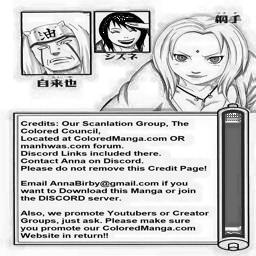 綱手
シズネ
油
自来也
Credits: Our Scanlation Group, The
Colored Council,
Located at ColoredManga.com OR
manhwas.com forum.
Discord Links included there.
Contact Anna on Discord.
Please do not remove this Credit Page!
Email AnnaBirby@gmail.com if you
want to Download this Manga or join
the DISCORD server.
Also, we promote Youtubers or Creator
Groups, just ask. Please make sure
you promote our ColoredManga.com
Website in return!!